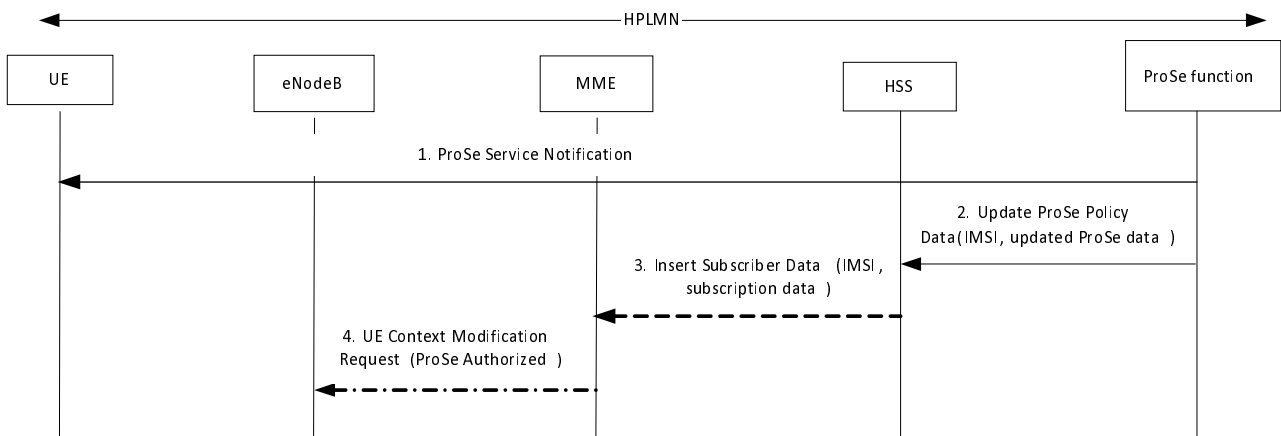 HPLMN
UE
eNodeB
MME
HSS
ProSe function
1. ProSe Service Notification
2. Update ProSe Policy
Data(IMSI, updated ProSe data )
3. Insert Subscriber Data (IMSI,
subscription data )
4. UE Context Modification
Request (ProSe Authorized )